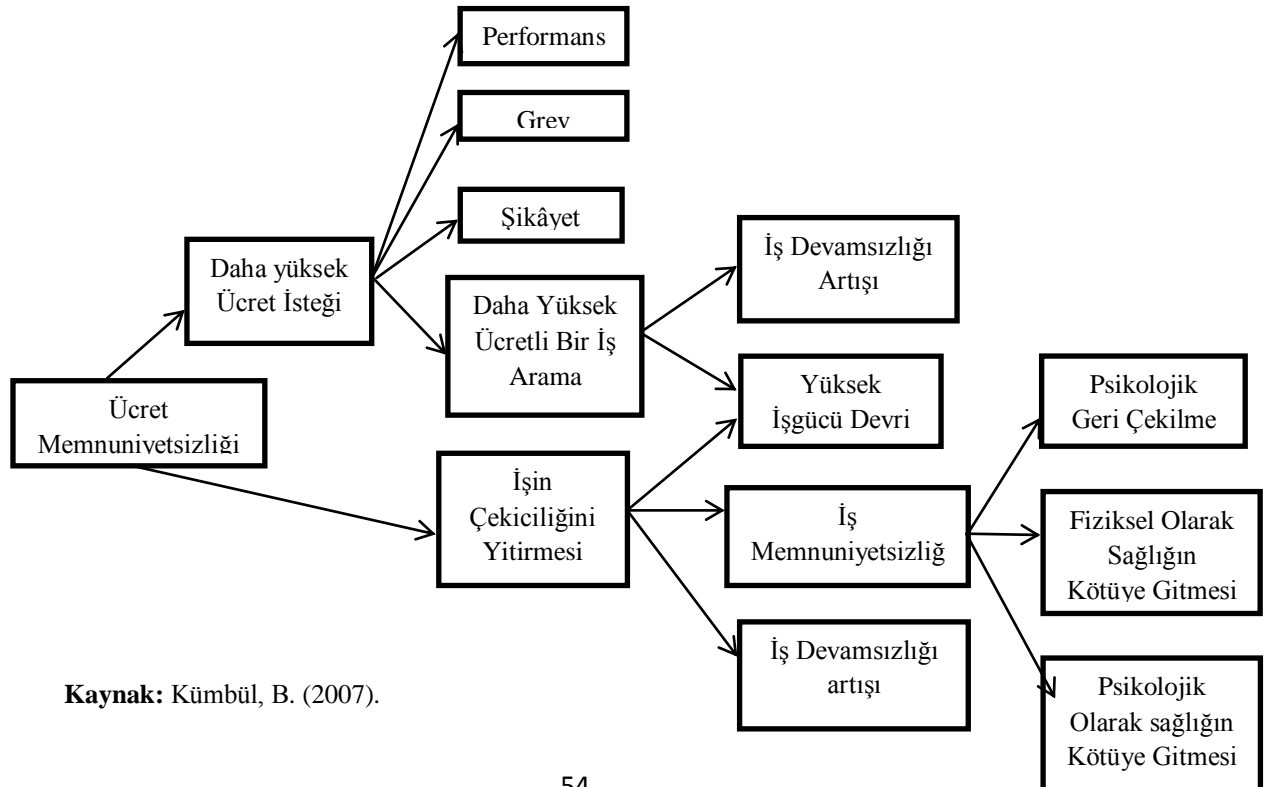 Performans
Grev
Şikâyet
Daha yüksek
Ücret İsteği
İş Devamsızlığı
Artışı
Daha Yüksek
Ücretli Bir İş
Arama
Ücret
Memnuniyetsizliği
Yüksek
İşgücü Devri
Psikolojik
Geri Çekilme
İşin
Çekiciliğini
Yitirmesi
İş
Memnuniyetsizliğ
Fiziksel Olarak
Sağlığın
Kötüye Gitmesi
İş Devamsızlığı
artışı
Psikolojik
Olarak sağlığın
Kötüye Gitmesi
Kaynak: Kümbül, B. (2007).
54